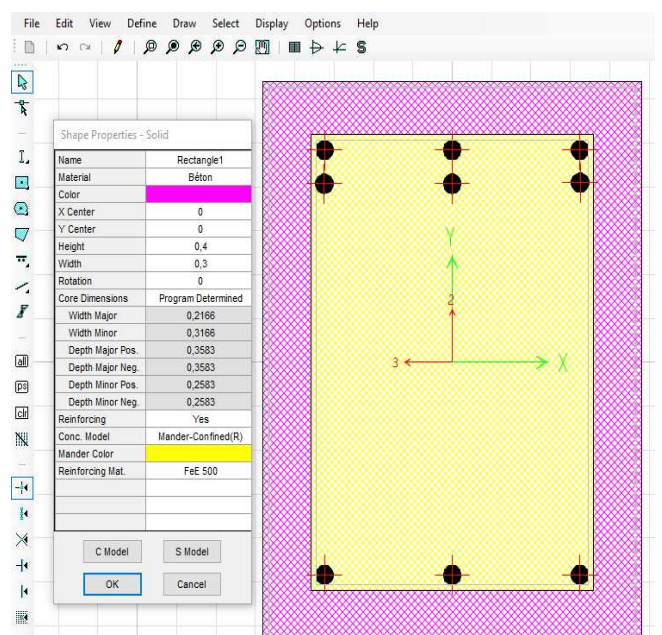 File Edit View Define Draw Select Display Options Help
Shape Properties - Solid
Name Rectangle1
Material Béton
Color
X Center 0
Y Center 0
Height 0,4
Width 0,3
Rotation 0
Core Dimensions Program Determined
Width Major 0,2166
Width Minor 0,3166
Depth Major Pos. 0,3583
Depth Major Neg. 0,3583
Depth Minor Pos. 0,2583
Depth Minor Neg. 0,2583
Reinforcing Yes
Conc. Model Mander-Confined(R)
Mander Color
Reinforcing Mat. FeE 500
C Model S Model
OK Cancel
all
ps
clr
S
Y
2
3 X